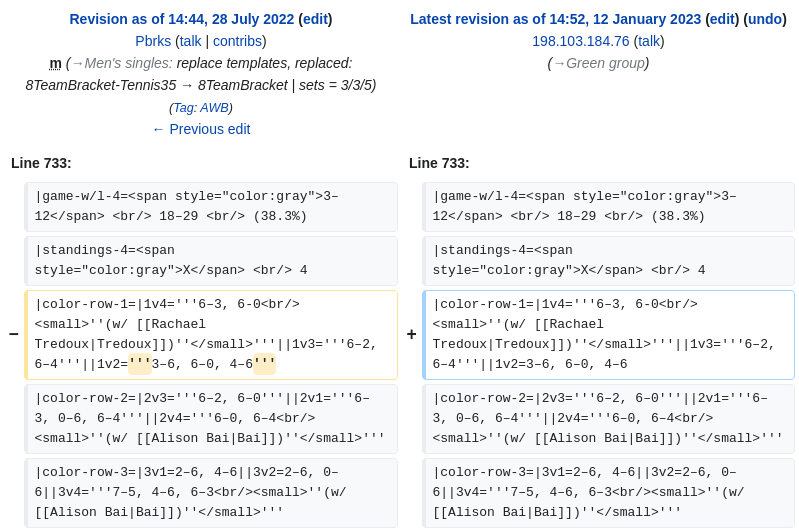 Revision as of 14:44, 28 July 2022 (edit)
Pbrks (talk | contribs)
m (→Men's singles: replace templates, replaced:
8TeamBracket-Tennis35 → 8TeamBracket | sets = 3/3/5)
(Tag: AWB)
← Previous edit
Latest revision as of 14:52, 12 January 2023 (edit) (undo)
198.103.184.76 (talk)
(→Green group)
Line 733:
Line 733:
|game-w/l-4=<span style="color:gray">3–
12</span> <br/> 18–29 <br/> (38.3%)
|game-w/l-4=<span style="color:gray">3–
12</span> <br/> 18–29 <br/> (38.3%)
|standings-4=<span
style="color:gray">X</span> <br/> 4
|standings-4=<span
style="color:gray">X</span> <br/> 4
−
|color-row-1=|1v4='''6–3, 6-0<br/>
<small>''(w/ [[Rachael
Tredoux|Tredoux]])''</small>'''||1v3='''6–2,
6–4'''||1v2='''3–6, 6–0, 4–6'''
+
|color-row-1=|1v4='''6–3, 6-0<br/>
<small>''(w/ [[Rachael
Tredoux|Tredoux]])''</small>'''||1v3='''6–2,
6–4'''||1v2=3–6, 6–0, 4–6
|color-row-2=|2v3='''6–2, 6–0'''||2v1='''6–
3, 0–6, 6–4'''||2v4='''6–0, 6–4<br/>
<small>''(w/ [[Alison Bai|Bai]])''</small>'''
|color-row-2=|2v3='''6–2, 6–0'''||2v1='''6–
3, 0–6, 6–4'''||2v4='''6–0, 6–4<br/>
<small>''(w/ [[Alison Bai|Bai]])''</small>'''
|color-row-3=|3v1=2–6, 4–6||3v2=2–6, 0–
6||3v4='''7–5, 4–6, 6–3<br/><small>''(w/
[[Alison Bai|Bai]])''</small>'''
|color-row-3=|3v1=2–6, 4–6||3v2=2–6, 0–
6||3v4='''7–5, 4–6, 6–3<br/><small>''(w/
[[Alison Bai|Bai]])''</small>'''